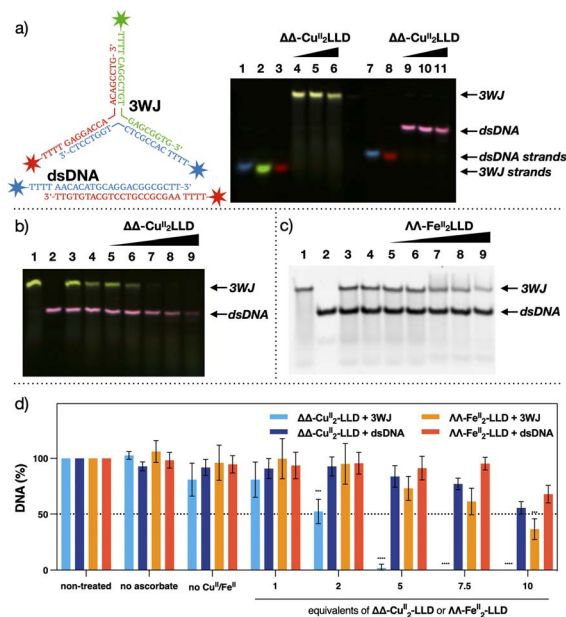 a)
TTTT CAGGCTGT
ACAGCCTG-3'
3WJ
TTTT GAGGACCA
GAGCGGTG-3'
3'-CTCCTGGT
CTCGCCAC TTTT
dsDNA
TTTT AACACATGCAGGACGGCGCTT-3'
3'-TTGTGTACGTCCTGCCGCGAA TTTT
ΔΔ-Cuᴵᴵ₂LLD
ΔΔ-Cuᴵᴵ₂LLD
1 2 3 4 5 6 7 8 9 10 11
3WJ
dsDNA
dsDNA strands
3WJ strands
b)
ΔΔ-Cuᴵᴵ₂LLD
1 2 3 4 5 6 7 8 9
3WJ
dsDNA
c)
ΛΛ-Feᴵᴵ₂LLD
1 2 3 4 5 6 7 8 9
3WJ
dsDNA
d)
ΔΔ-Cuᴵᴵ₂-LLD + 3WJ
ΛΛ-Feᴵᴵ₂-LLD + 3WJ
ΔΔ-Cuᴵᴵ₂-LLD + dsDNA
ΛΛ-Feᴵᴵ₂-LLD + dsDNA
DNA (%)
100
50
0
***
****
****
****
***
non-treated
no ascorbate
no Cuᴵᴵ/Feᴵᴵ
1
2
5
7.5
10
equivalents of ΔΔ-Cuᴵᴵ₂-LLD or ΛΛ-Feᴵᴵ₂-LLD